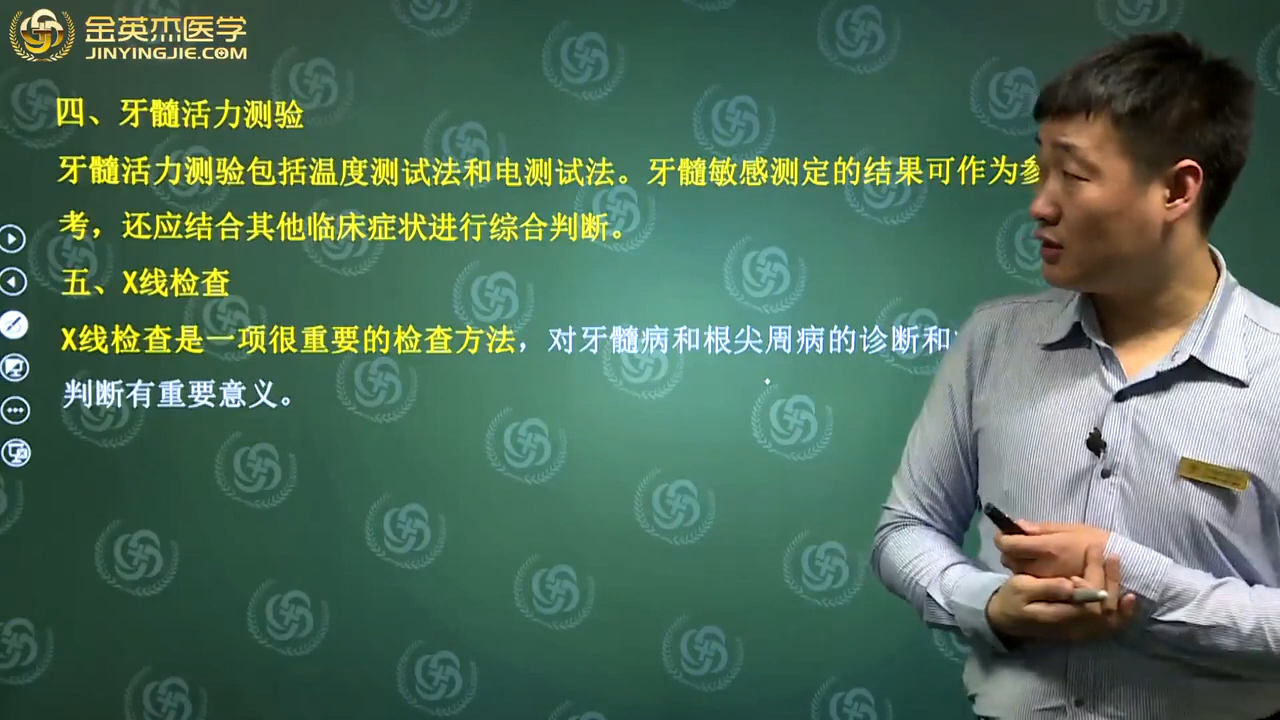 金英杰医学
JINYINGJIE.COM
四、牙髓活力测验
牙髓活力测验包括温度测试法和电测试法。牙髓敏感测定的结果可作为参
考，还应结合其他临床症状进行综合判断。
五、X线检查
X线检查是一项很重要的检查方法，对牙髓病和根尖周病的诊断和
判断有重要意义。